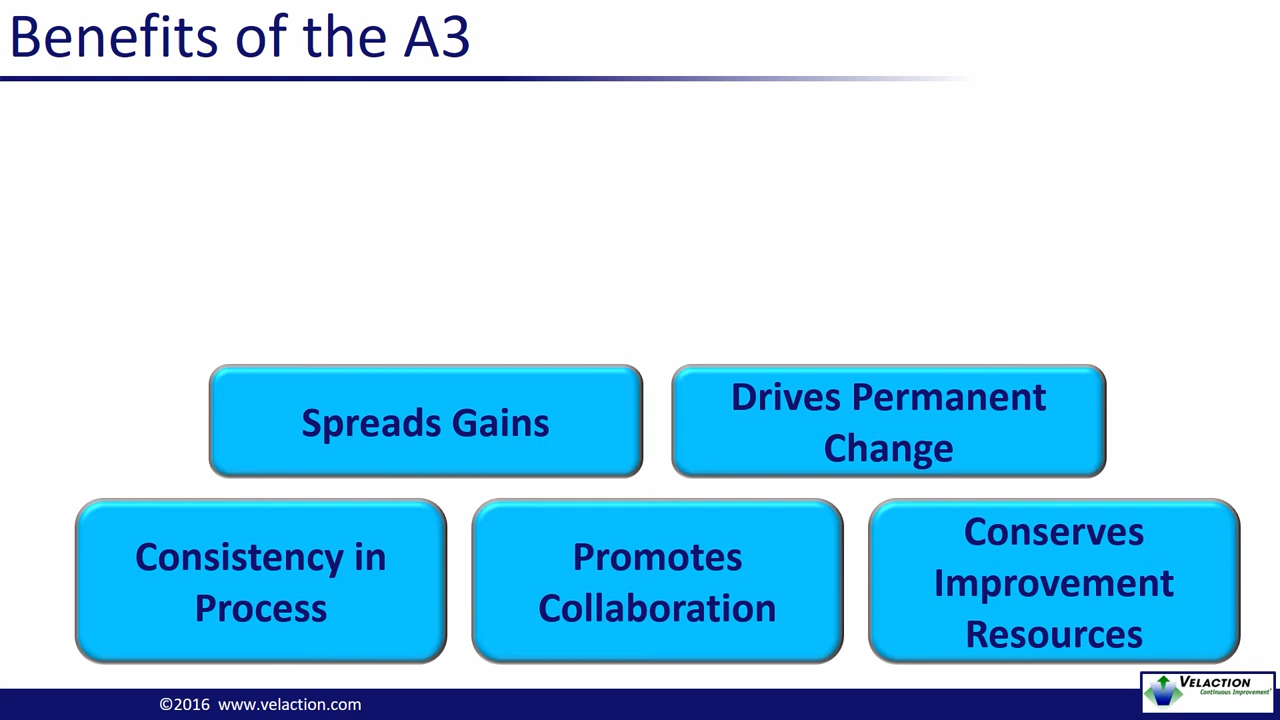 Benefits of the A3
Spreads Gains
Drives Permanent
Change
Consistency in
Process
Promotes
Collaboration
Conserves
Improvement
Resources
©2016 www.velaction.com
VELACTION
Continuous Improvement